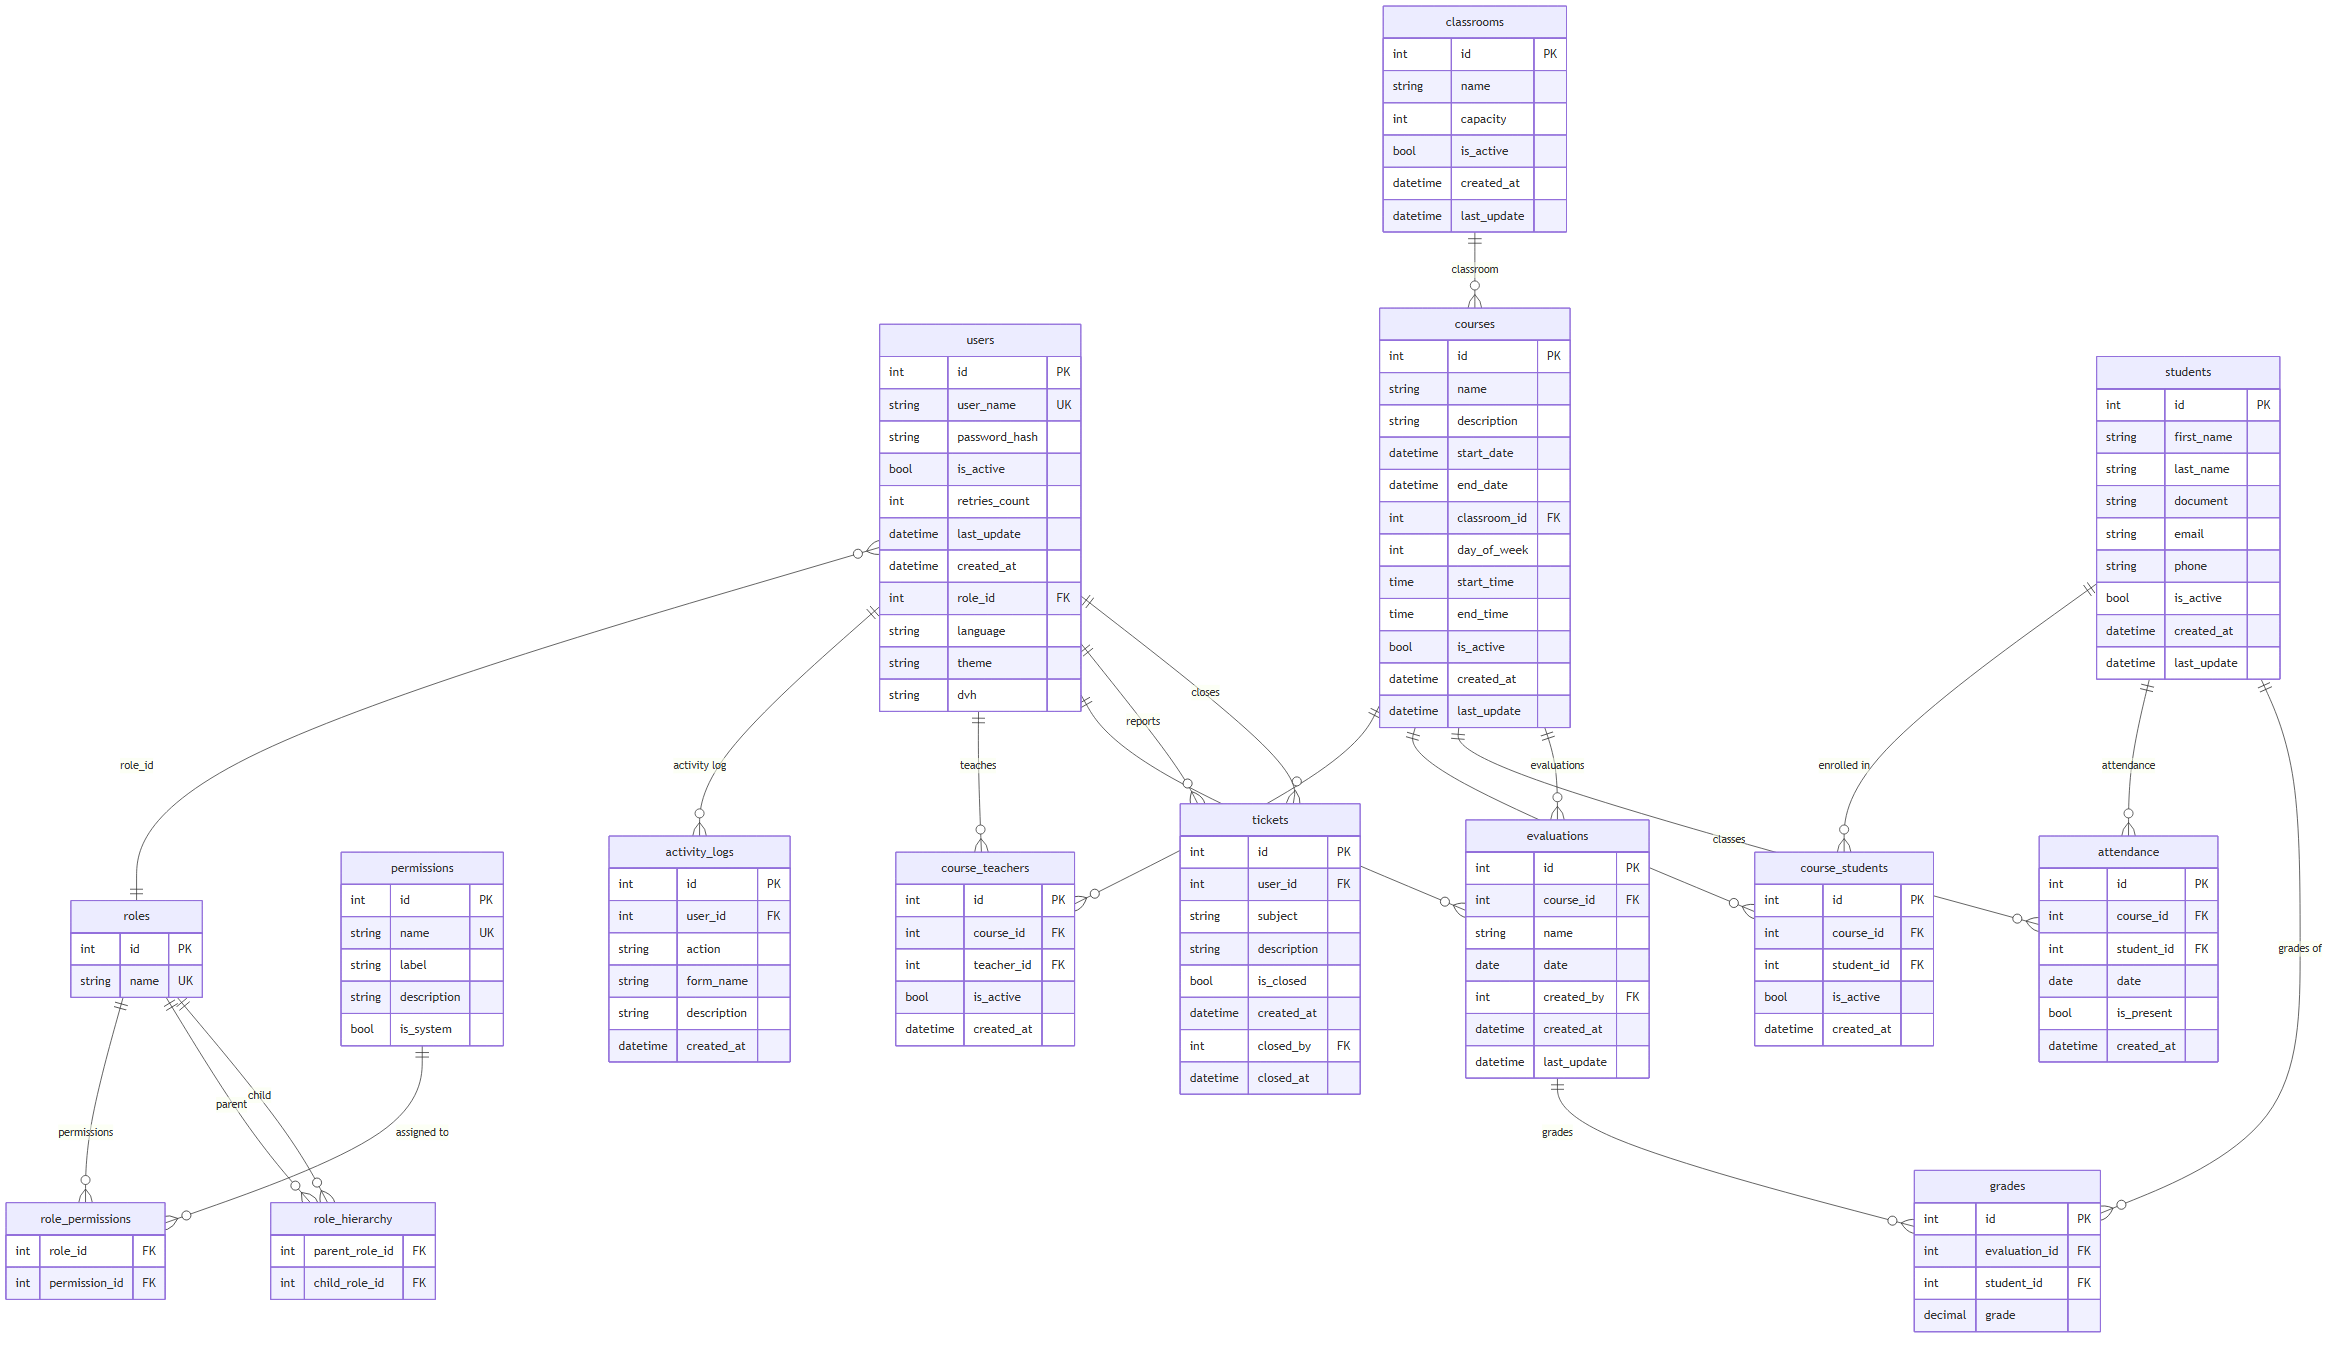 classrooms
int id PK
string name
int capacity
bool is_active
datetime created_at
datetime last_update
classroom
courses
int id PK
string name
string description
datetime start_date
datetime end_date
int classroom_id FK
int day_of_week
time start_time
time end_time
bool is_active
datetime created_at
datetime last_update
users
int id PK
string user_name UK
string password_hash
bool is_active
int retries_count
datetime last_update
datetime created_at
int role_id FK
string language
string theme
string dvh
students
int id PK
string first_name
string last_name
string document
string email
string phone
bool is_active
datetime created_at
datetime last_update
closes
reports
role_id
activity log
teaches
evaluations
classes
enrolled in
attendance
grades of
roles
int id PK
string name UK
permissions
int id PK
string name UK
string label
string description
bool is_system
activity_logs
int id PK
int user_id FK
string action
string form_name
string description
datetime created_at
course_teachers
int id PK
int course_id FK
int teacher_id FK
bool is_active
datetime created_at
tickets
int id PK
int user_id FK
string subject
string description
bool is_closed
datetime created_at
int closed_by FK
datetime closed_at
evaluations
int id PK
int course_id FK
string name
date date
int created_by FK
datetime created_at
datetime last_update
course_students
int id PK
int course_id FK
int student_id FK
bool is_active
datetime created_at
attendance
int id PK
int course_id FK
int student_id FK
date date
bool is_present
datetime created_at
child
parent
permissions
assigned to
grades
role_permissions
int role_id FK
int permission_id FK
role_hierarchy
int parent_role_id FK
int child_role_id FK
grades
int id PK
int evaluation_id FK
int student_id FK
decimal grade